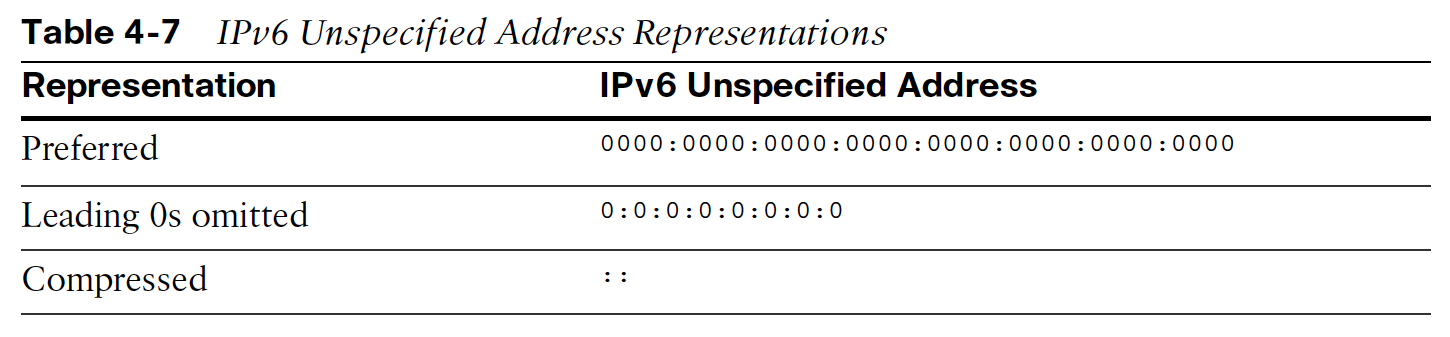 Table 4-7 IPv6 Unspecified Address Representations
Representation IPv6 Unspecified Address
Preferred 0000:0000:0000:0000:0000:0000:0000:0000
Leading 0s omitted 0:0:0:0:0:0:0:0
Compressed ::